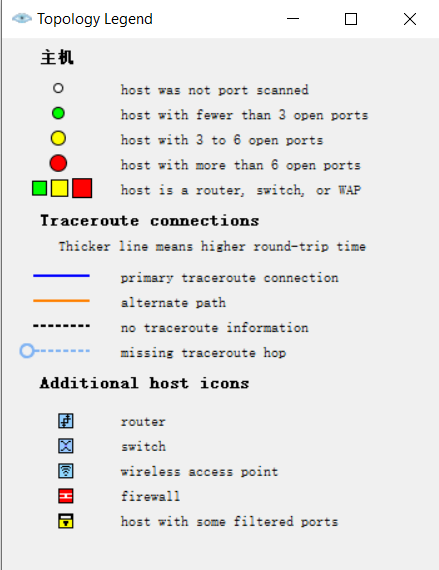 Topology Legend
主机
host was not port scanned
host with fewer than 3 open ports
host with 3 to 6 open ports
host with more than 6 open ports
host is a router, switch, or WAP
Traceroute connections
Thicker line means higher round-trip time
primary traceroute connection
alternate path
no traceroute information
missing traceroute hop
Additional host icons
router
switch
wireless access point
firewall
host with some filtered ports